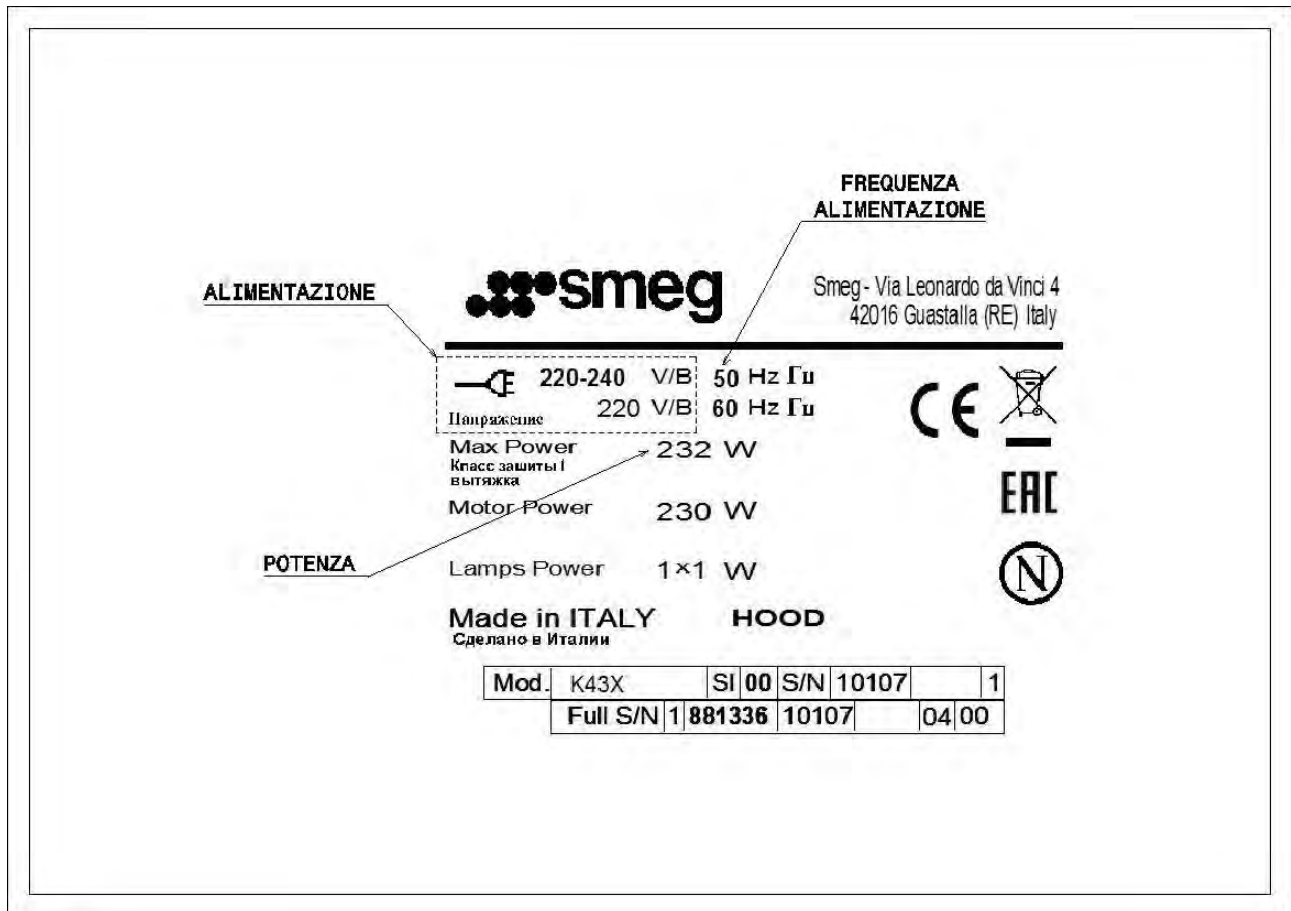 FREQUENZA
ALIMENTAZIONE
ALIMENTAZIONE
smeg
Smeg - Via Leonardo da Vinci 4
42016 Guastalla (RE) Italy
220-240 V/B 50 Hz Гц
220 V/B 60 Hz Гц
Напражение
Max Power 232 W
Класс зашиты I
вытяжка
Motor Power 230 W
POTENZA
Lamps Power 1×1 W
Made in ITALY HOOD
Сделано в Италии
CE
EAC
N
Mod. K43X SI 00 S/N 10107 1
Full S/N 1 881336 10107 04 00